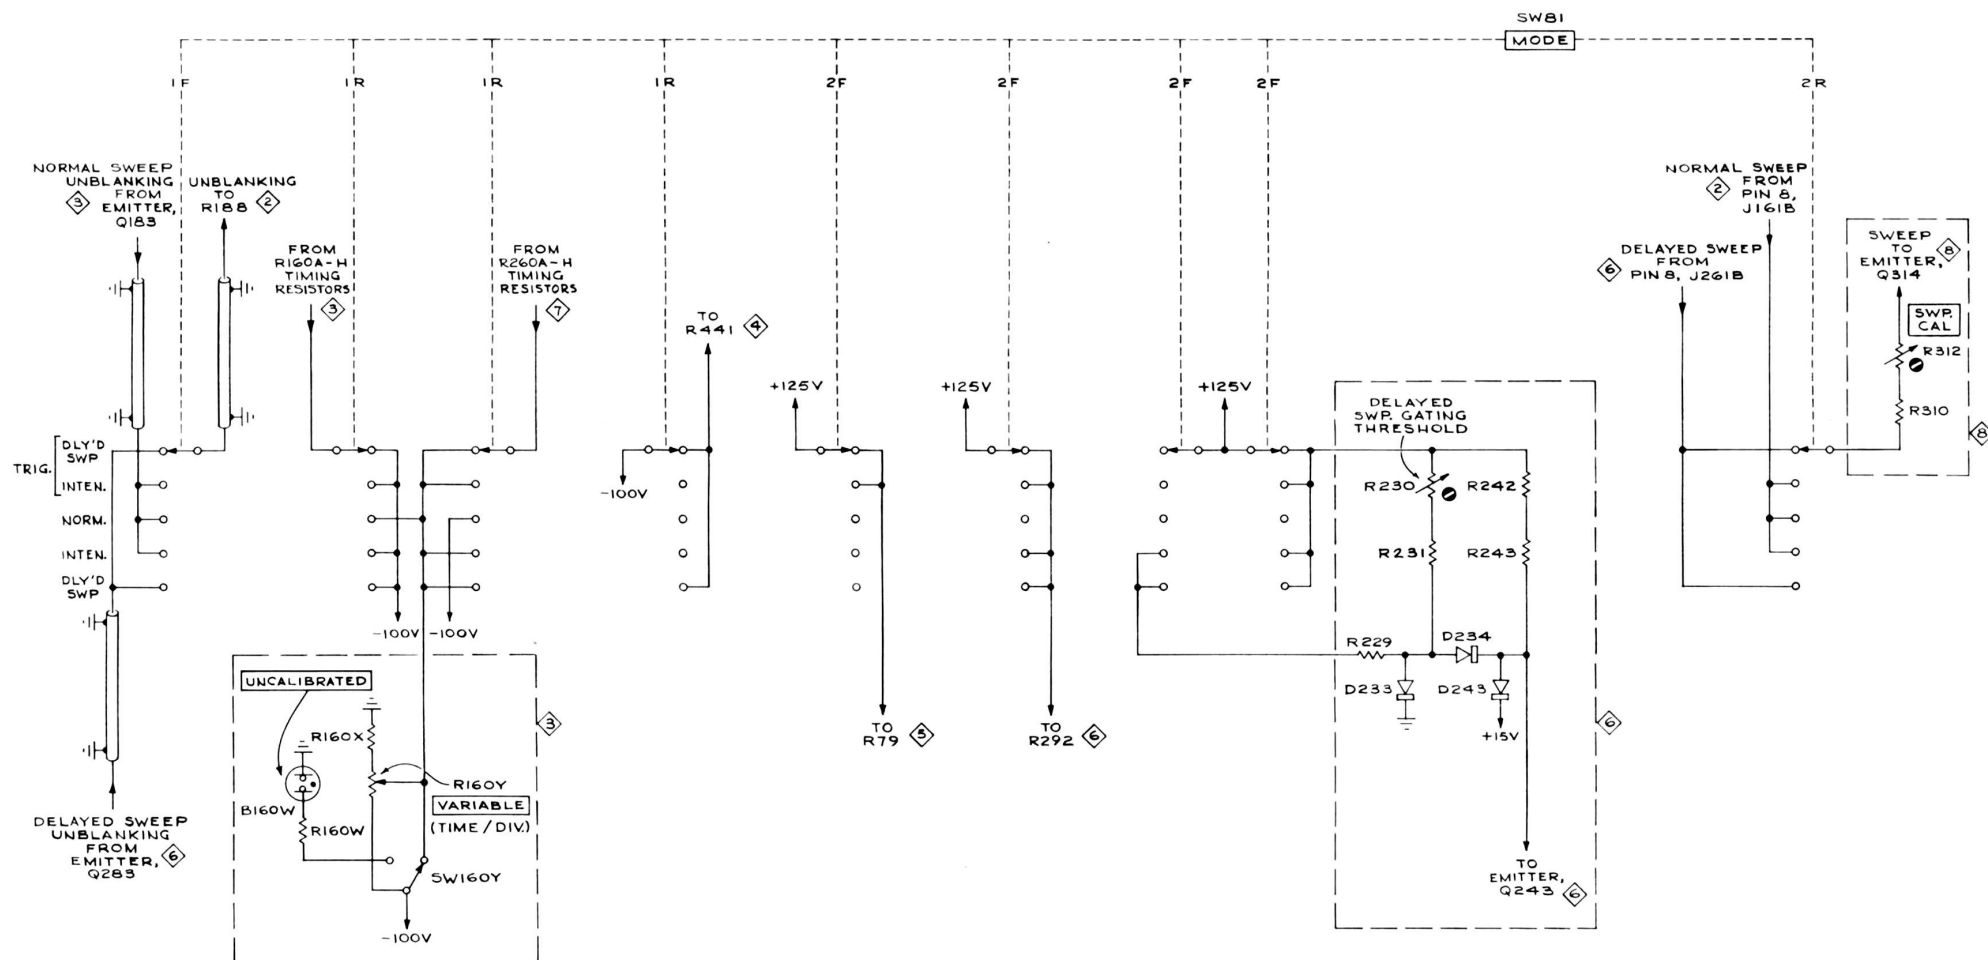 SW81
MODE
1F
1R
1R
1R
2F
2F
2F
2F
2R
NORMAL SWEEP
UNBLANKING
FROM
EMITTER,
Q183
3
UNBLANKING
TO
R188
2
FROM
R160A-H
TIMING
RESISTORS
3
FROM
R260A-H
TIMING
RESISTORS
7
TO
R441
4
+125V
+125V
+125V
NORMAL SWEEP
FROM
PIN 8,
J161B
2
DELAYED SWEEP
FROM
PIN 8, J261B
6
SWEEP
TO
EMITTER,
Q314
8
SWP.
CAL
R312
R310
8
TRIG.
DLY'D
SWP
INTEN.
NORM.
INTEN.
DLY'D
SWP
-100V
DELAYED
SWP. GATING
THRESHOLD
R230
R242
R231
R243
-100V
-100V
R229
D234
D233
D243
+15V
6
UNCALIBRATED
3
R160X
R160Y
B160W
VARIABLE
(TIME/DIV.)
R160W
SW160Y
-100V
TO
R79
5
TO
R292
6
DELAYED SWEEP
UNBLANKING
FROM
EMITTER,
Q283
6
TO
EMITTER,
Q243
6